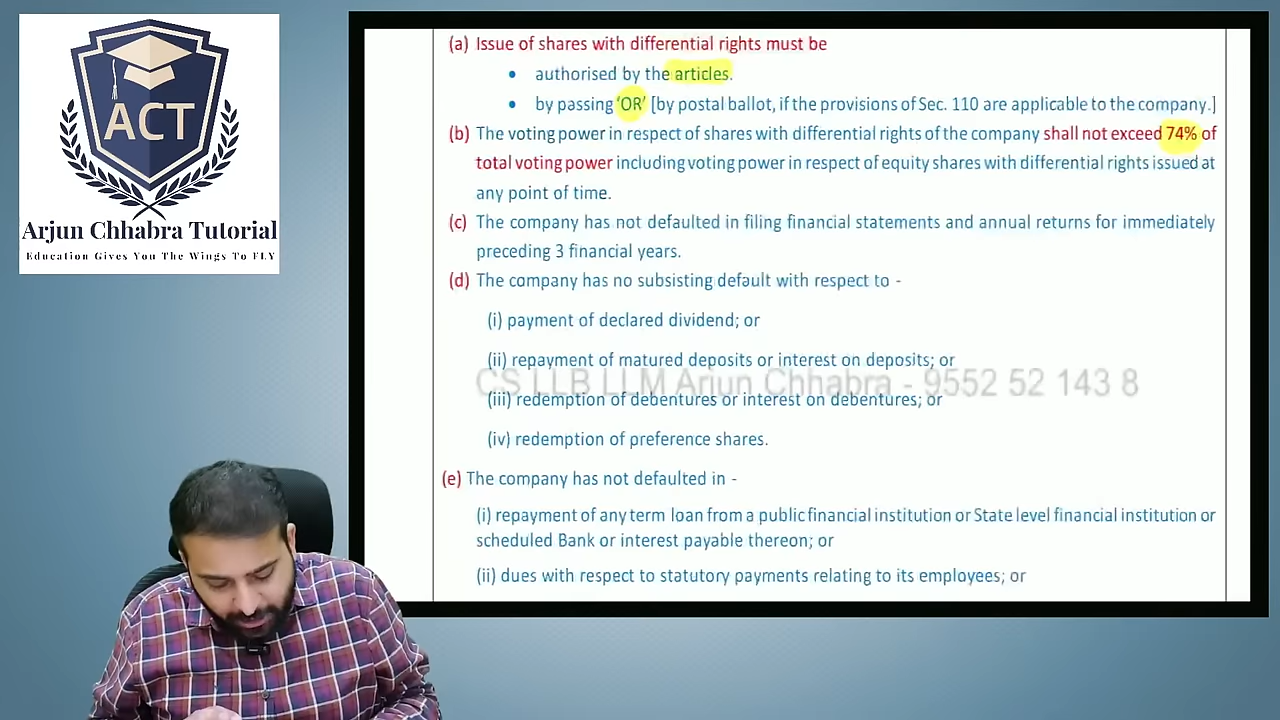 ACT
Arjun Chhabra Tutorial
Education Gives You The Wings To FLY
(a) Issue of shares with differential rights must be
• authorised by the articles.
• by passing ‘OR’ [by postal ballot, if the provisions of Sec. 110 are applicable to the company.]
(b) The voting power in respect of shares with differential rights of the company shall not exceed 74% of
total voting power including voting power in respect of equity shares with differential rights issued at
any point of time.
(c) The company has not defaulted in filing financial statements and annual returns for immediately
preceding 3 financial years.
(d) The company has no subsisting default with respect to -
(i) payment of declared dividend; or
(ii) repayment of matured deposits or interest on deposits; or
CS LLB LLM Arjun Chhabra - 9552 52 143 8
(iii) redemption of debentures or interest on debentures; or
(iv) redemption of preference shares.
(e) The company has not defaulted in -
(i) repayment of any term loan from a public financial institution or State level financial institution or
scheduled Bank or interest payable thereon; or
(ii) dues with respect to statutory payments relating to its employees; or